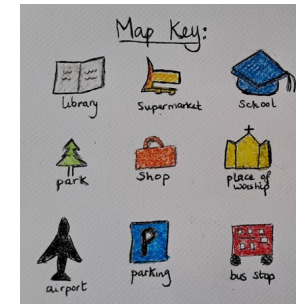 Map Key:
library
supermarket
School
park
Shop
place of
worship
airport
P
parking
bus stop